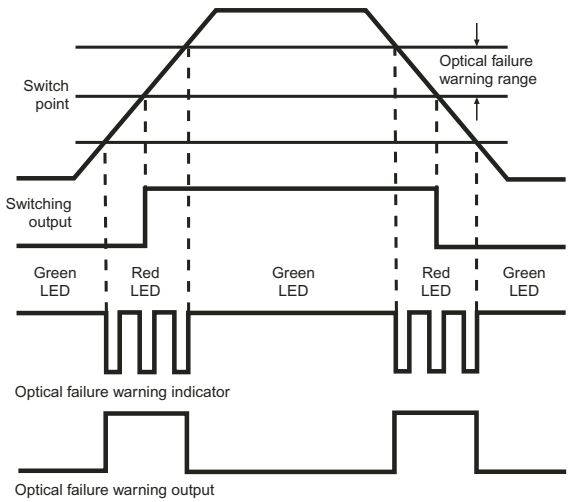 Optical failure
warning range
Switch
point
Switching
output
Green
LED
Red
LED
Green
LED
Red
LED
Green
LED
Optical failure warning indicator
Optical failure warning output